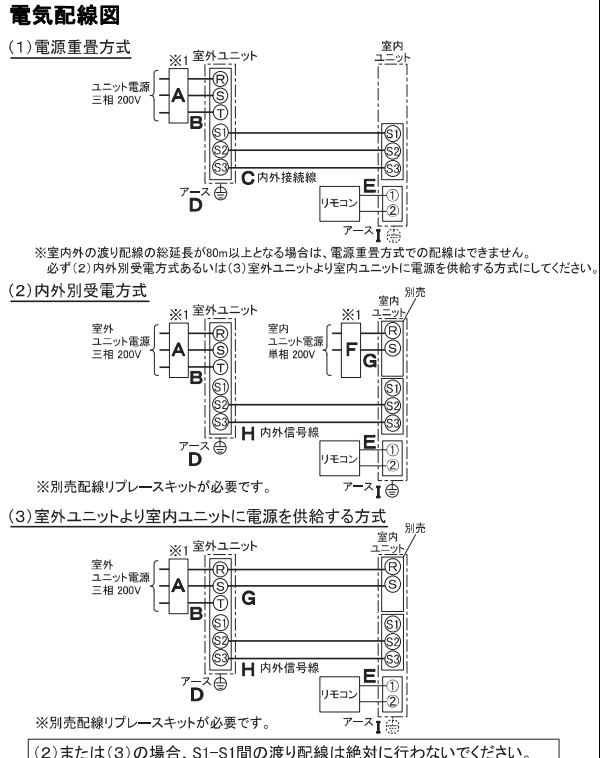 電気配線図
(1)電源重畳方式
※1
室外ユニット
室内
ユニット
ユニット電源
三相 200V
A
B
R
S
T
S1
S2
S3
S1
S2
S3
C 内外接続線
アース
D
E
リモコン
①
②
アース I
※室内外の渡り配線の総延長が80m以上となる場合は、電源重畳方式での配線はできません。
必ず(2)内外別受電方式あるいは(3)室外ユニットより室内ユニットに電源を供給する方式にしてください。
(2)内外別受電方式
※1
室外ユニット
※1
室内
ユニット
別売
室外
ユニット電源
三相 200V
A
B
R
S
T
S1
S2
S3
室内
ユニット電源
単相 200V
F
G
R
S
S1
S2
S3
H 内外信号線
アース
D
E
リモコン
①
②
アース I
※別売配線リプレースキットが必要です。
(3)室外ユニットより室内ユニットに電源を供給する方式
※1
室外ユニット
室内
ユニット
別売
室外
ユニット電源
三相 200V
A
B
R
S
T
S1
S2
S3
G
R
S
S1
S2
S3
H 内外信号線
アース
D
E
リモコン
①
②
アース I
※別売配線リプレースキットが必要です。
(2)または(3)の場合、S1-S1間の渡り配線は絶対に行わないでください。